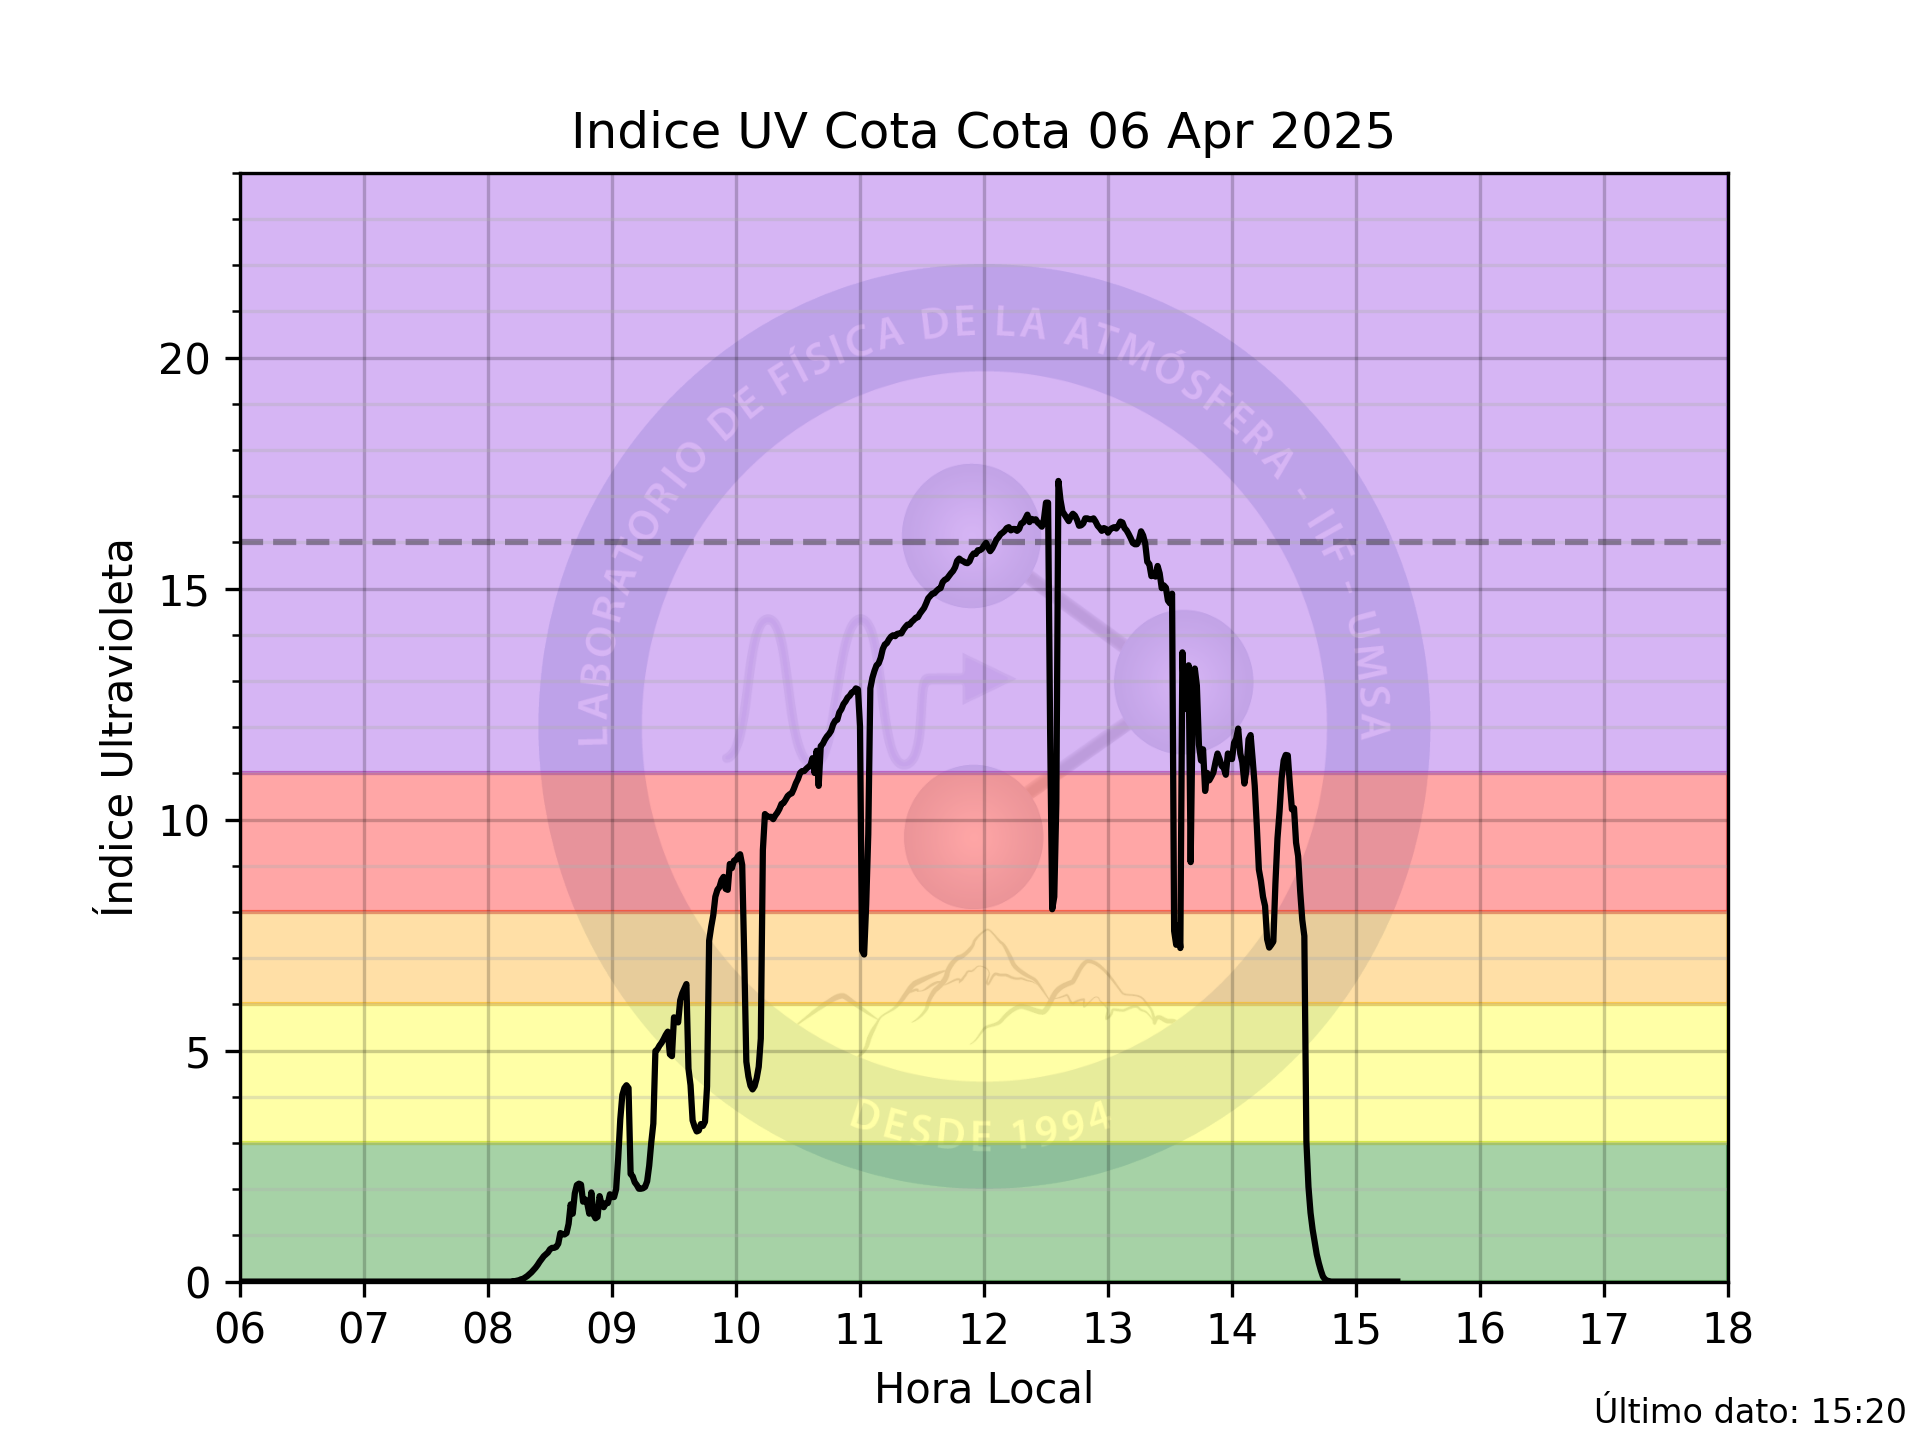 Indice UV Cota Cota 06 Apr 2025
LABORATORIO DE FÍSICA DE LA ATMÓSFERA - IIF - UMSA
DESDE 1994
Índice Ultravioleta
20
15
10
5
0
06 07 08 09 10 11 12 13 14 15 16 17 18
Hora Local
Último dato: 15:20